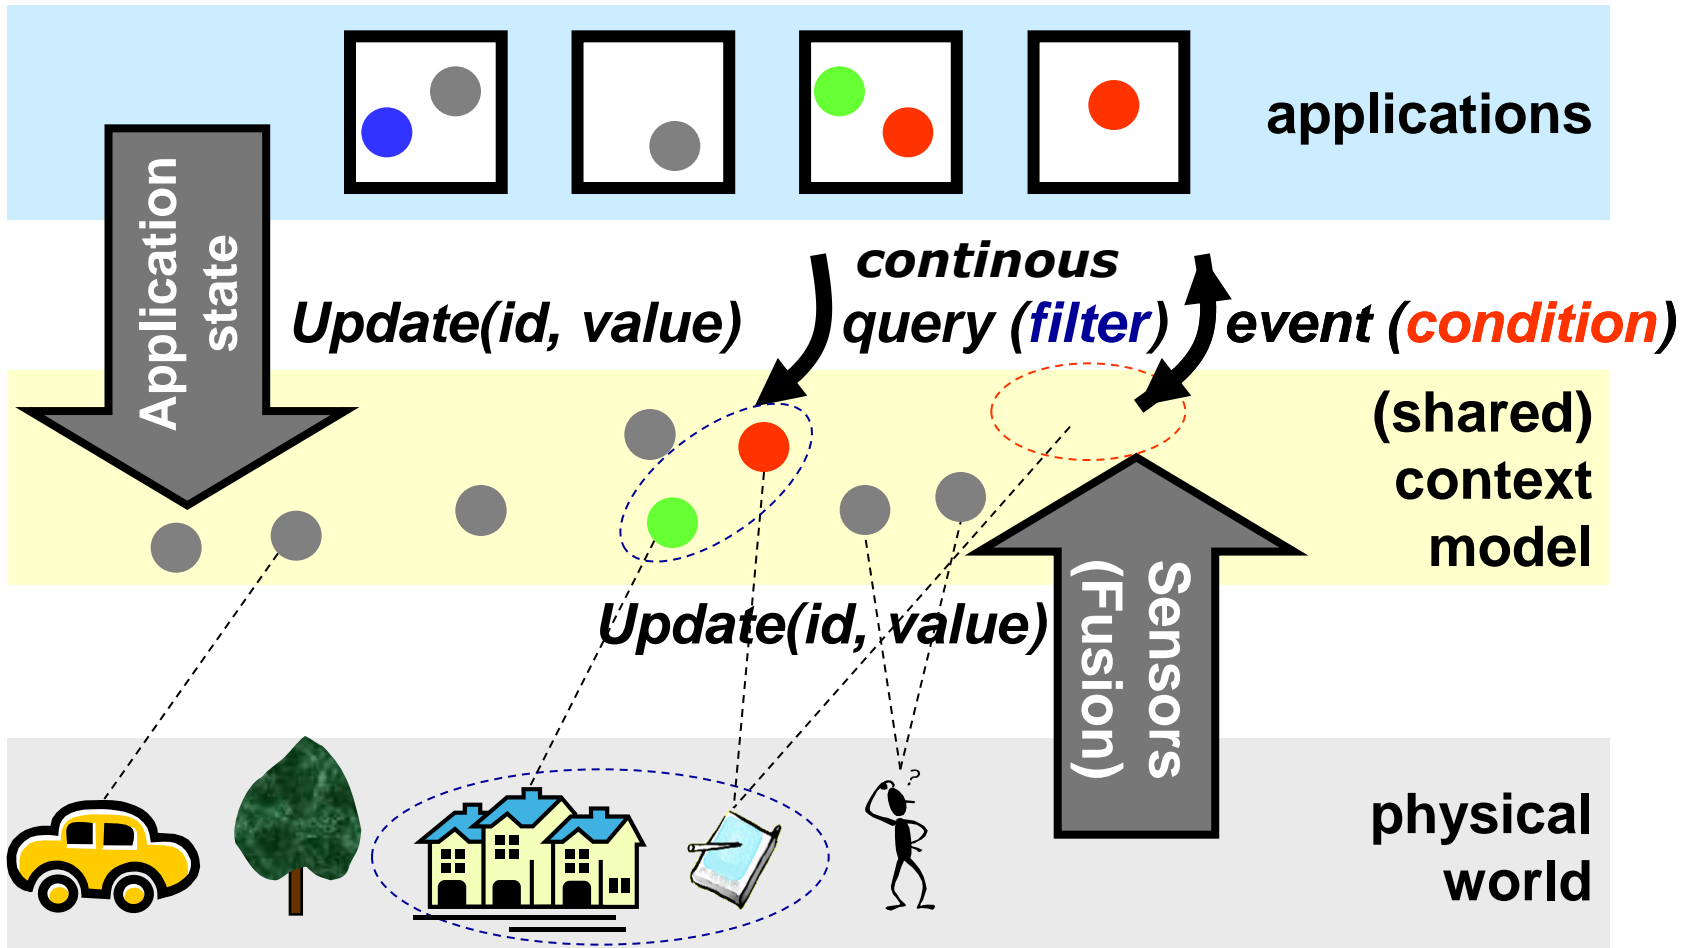 applications
Application
state
continous
Update(id, value)
query (filter)
event (condition)
(shared)
context
model
Update(id, value)
Sensors
(Fusion)
?
physical
world